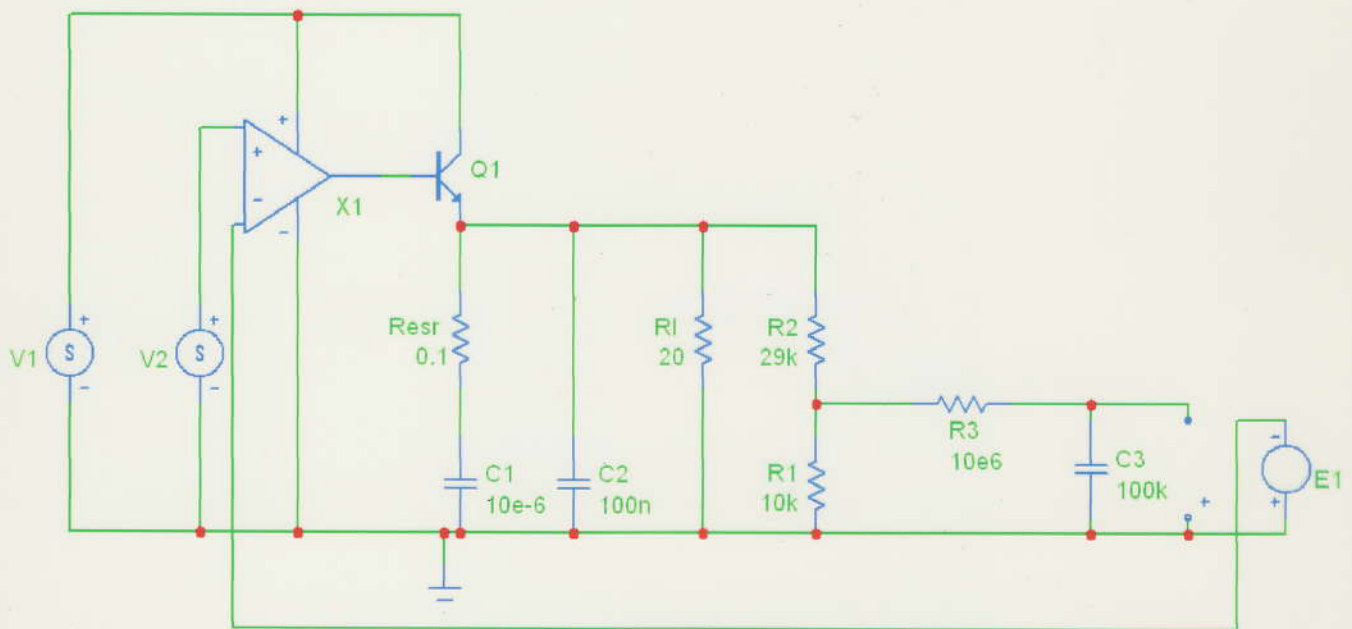 +
+
-
X1
-
Q1
V1
+
S
-
V2
+
S
-
Resr
0.1
Rl
20
R2
29k
C1
10e-6
C2
100n
R1
10k
R3
10e6
C3
100k
+
-
+
E1